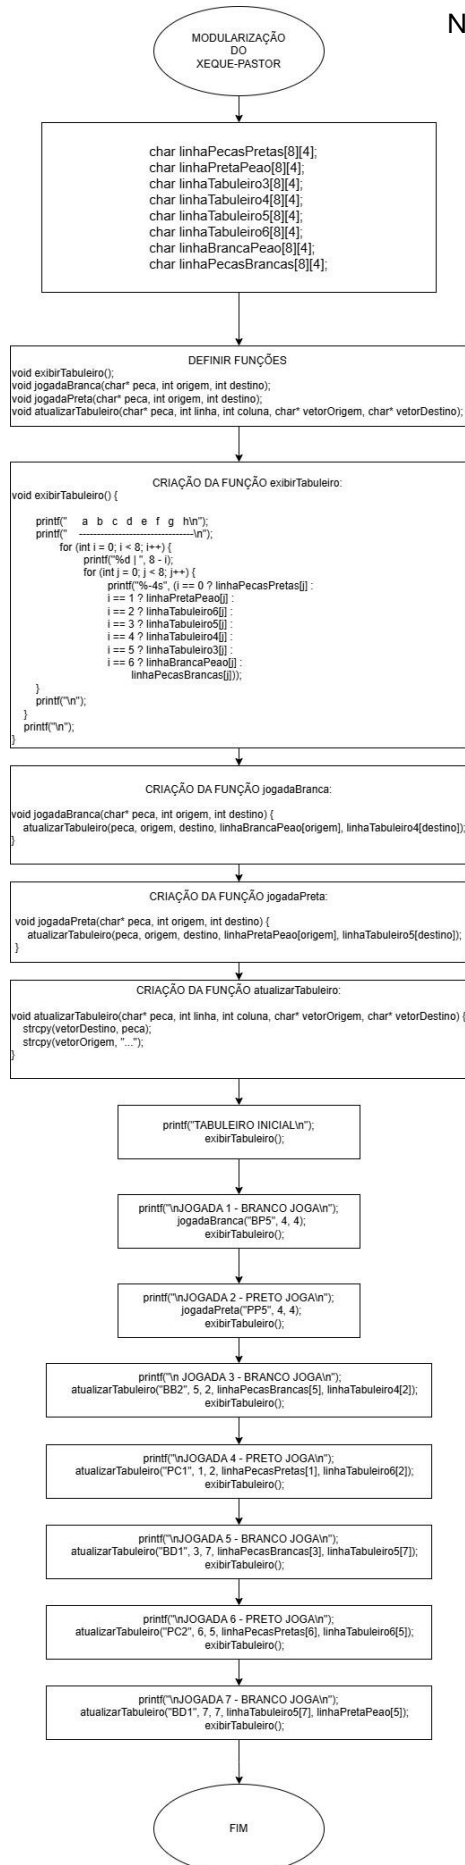 N
MODULARIZAÇÃO
DO
XEQUE-PASTOR
char linhaPecasPretas[8][4];
char linhaPretaPeao[8][4];
char linhaTabuleiro3[8][4];
char linhaTabuleiro4[8][4];
char linhaTabuleiro5[8][4];
char linhaTabuleiro6[8][4];
char linhaBrancaPeao[8][4];
char linhaPecasBrancas[8][4];
DEFINIR FUNÇÕES
void exibirTabuleiro();
void jogadaBranca(char* peca, int origem, int destino);
void jogadaPreta(char* peca, int origem, int destino);
void atualizarTabuleiro(char* peca, int linha, int coluna, char* vetorOrigem, char* vetorDestino);
CRIAÇÃO DA FUNÇÃO exibirTabuleiro:
void exibirTabuleiro() {
printf("    a   b   c   d   e   f   g   h\n");
printf("   --------------------------------\n");
for (int i = 0; i < 8; i++) {
printf("%d | ", 8 - i);
for (int j = 0; j < 8; j++) {
printf("%-4s", (i == 0 ? linhaPecasPretas[j] :
i == 1 ? linhaPretaPeao[j] :
i == 2 ? linhaTabuleiro6[j] :
i == 3 ? linhaTabuleiro5[j] :
i == 4 ? linhaTabuleiro4[j] :
i == 5 ? linhaTabuleiro3[j] :
i == 6 ? linhaBrancaPeao[j] :
linhaPecasBrancas[j]));
}
printf("\n");
}
printf("\n");
}
CRIAÇÃO DA FUNÇÃO jogadaBranca:
void jogadaBranca(char* peca, int origem, int destino) {
atualizarTabuleiro(peca, origem, destino, linhaBrancaPeao[origem], linhaTabuleiro4[destino]);
}
CRIAÇÃO DA FUNÇÃO jogadaPreta:
void jogadaPreta(char* peca, int origem, int destino) {
atualizarTabuleiro(peca, origem, destino, linhaPretaPeao[origem], linhaTabuleiro5[destino]);
}
CRIAÇÃO DA FUNÇÃO atualizarTabuleiro:
void atualizarTabuleiro(char* peca, int linha, int coluna, char* vetorOrigem, char* vetorDestino) {
strcpy(vetorDestino, peca);
strcpy(vetorOrigem, "...");
}
printf("TABULEIRO INICIAL\n");
exibirTabuleiro();
printf("\nJOGADA 1 - BRANCO JOGA\n");
jogadaBranca("BP5", 4, 4);
exibirTabuleiro();
printf("\nJOGADA 2 - PRETO JOGA\n");
jogadaPreta("PP5", 4, 4);
exibirTabuleiro();
printf("\n JOGADA 3 - BRANCO JOGA\n");
atualizarTabuleiro("BB2", 5, 2, linhaPecasBrancas[5], linhaTabuleiro4[2]);
exibirTabuleiro();
printf("\nJOGADA 4 - PRETO JOGA\n");
atualizarTabuleiro("PC1", 1, 2, linhaPecasPretas[1], linhaTabuleiro6[2]);
exibirTabuleiro();
printf("\nJOGADA 5 - BRANCO JOGA\n");
atualizarTabuleiro("BD1", 3, 7, linhaPecasBrancas[3], linhaTabuleiro5[7]);
exibirTabuleiro();
printf("\nJOGADA 6 - PRETO JOGA\n");
atualizarTabuleiro("PC2", 6, 5, linhaPecasPretas[6], linhaTabuleiro6[5]);
exibirTabuleiro();
printf("\nJOGADA 7 - BRANCO JOGA\n");
atualizarTabuleiro("BD1", 7, 7, linhaTabuleiro5[7], linhaPretaPeao[5]);
exibirTabuleiro();
FIM